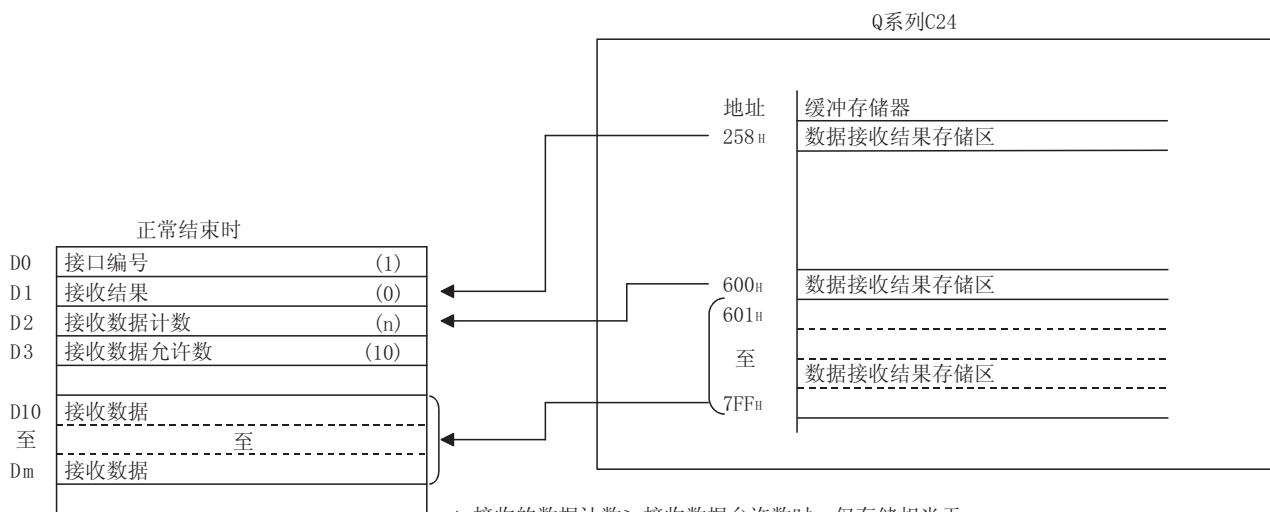 Q系列C24
地址 缓冲存储器
258H 数据接收结果存储区
正常结束时
D0 接口编号 (1)
D1 接收结果 (0)
D2 接收数据计数 (n)
D3 接收数据允许数 (10)
600H 数据接收结果存储区
601H
至
数据接收结果存储区
7FFH
D10 接收数据
至 至
Dm 接收数据